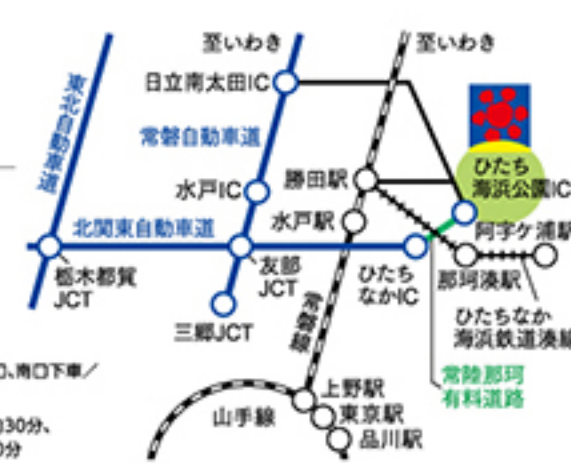 至いわき
至いわき
日立南太田IC
東北自動車道
常磐自動車道
ひたち
海浜公園IC
水戸IC
勝田駅
水戸駅
北関東自動車道
阿字ケ浦駅
栃木都賀
JCT
友部
JCT
ひたち
なかIC
那珂湊駅
三郷JCT
常磐線
ひたちなか
海浜鉄道湊線
、南口下車／
常陸那珂
有料道路
上野駅
山手線
東京駅
品川駅
30分、
0分